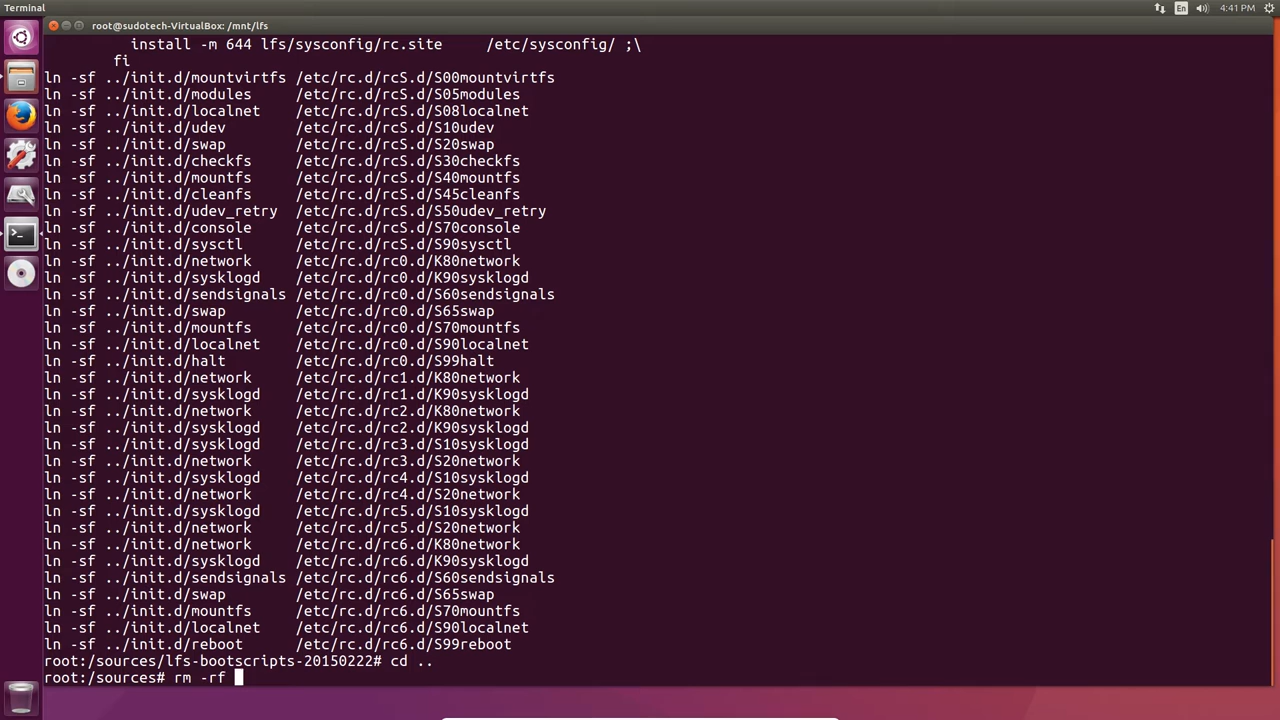 Terminal
En
4:41 PM
root@sudotech-VirtualBox: /mnt/lfs
install -m 644 lfs/sysconfig/rc.site /etc/sysconfig/ ;\
fi
ln -sf ../init.d/mountvirtfs /etc/rc.d/rcS.d/S00mountvirtfs
ln -sf ../init.d/modules /etc/rc.d/rcS.d/S05modules
ln -sf ../init.d/localnet /etc/rc.d/rcS.d/S08localnet
ln -sf ../init.d/udev /etc/rc.d/rcS.d/S10udev
ln -sf ../init.d/swap /etc/rc.d/rcS.d/S20swap
ln -sf ../init.d/checkfs /etc/rc.d/rcS.d/S30checkfs
ln -sf ../init.d/mountfs /etc/rc.d/rcS.d/S40mountfs
ln -sf ../init.d/cleanfs /etc/rc.d/rcS.d/S45cleanfs
ln -sf ../init.d/udev_retry /etc/rc.d/rcS.d/S50udev_retry
ln -sf ../init.d/console /etc/rc.d/rcS.d/S70console
ln -sf ../init.d/sysctl /etc/rc.d/rcS.d/S90sysctl
ln -sf ../init.d/network /etc/rc.d/rc0.d/K80network
ln -sf ../init.d/sysklogd /etc/rc.d/rc0.d/K90sysklogd
ln -sf ../init.d/sendsignals /etc/rc.d/rc0.d/S60sendsignals
ln -sf ../init.d/swap /etc/rc.d/rc0.d/S65swap
ln -sf ../init.d/mountfs /etc/rc.d/rc0.d/S70mountfs
ln -sf ../init.d/localnet /etc/rc.d/rc0.d/S90localnet
ln -sf ../init.d/halt /etc/rc.d/rc0.d/S99halt
ln -sf ../init.d/network /etc/rc.d/rc1.d/K80network
ln -sf ../init.d/sysklogd /etc/rc.d/rc1.d/K90sysklogd
ln -sf ../init.d/network /etc/rc.d/rc2.d/K80network
ln -sf ../init.d/sysklogd /etc/rc.d/rc2.d/K90sysklogd
ln -sf ../init.d/sysklogd /etc/rc.d/rc3.d/S10sysklogd
ln -sf ../init.d/network /etc/rc.d/rc3.d/S20network
ln -sf ../init.d/sysklogd /etc/rc.d/rc4.d/S10sysklogd
ln -sf ../init.d/network /etc/rc.d/rc4.d/S20network
ln -sf ../init.d/sysklogd /etc/rc.d/rc5.d/S10sysklogd
ln -sf ../init.d/network /etc/rc.d/rc5.d/S20network
ln -sf ../init.d/network /etc/rc.d/rc6.d/K80network
ln -sf ../init.d/sysklogd /etc/rc.d/rc6.d/K90sysklogd
ln -sf ../init.d/sendsignals /etc/rc.d/rc6.d/S60sendsignals
ln -sf ../init.d/swap /etc/rc.d/rc6.d/S65swap
ln -sf ../init.d/mountfs /etc/rc.d/rc6.d/S70mountfs
ln -sf ../init.d/localnet /etc/rc.d/rc6.d/S90localnet
ln -sf ../init.d/reboot /etc/rc.d/rc6.d/S99reboot
root:/sources/lfs-bootscripts-20150222# cd ..
root:/sources# rm -rf